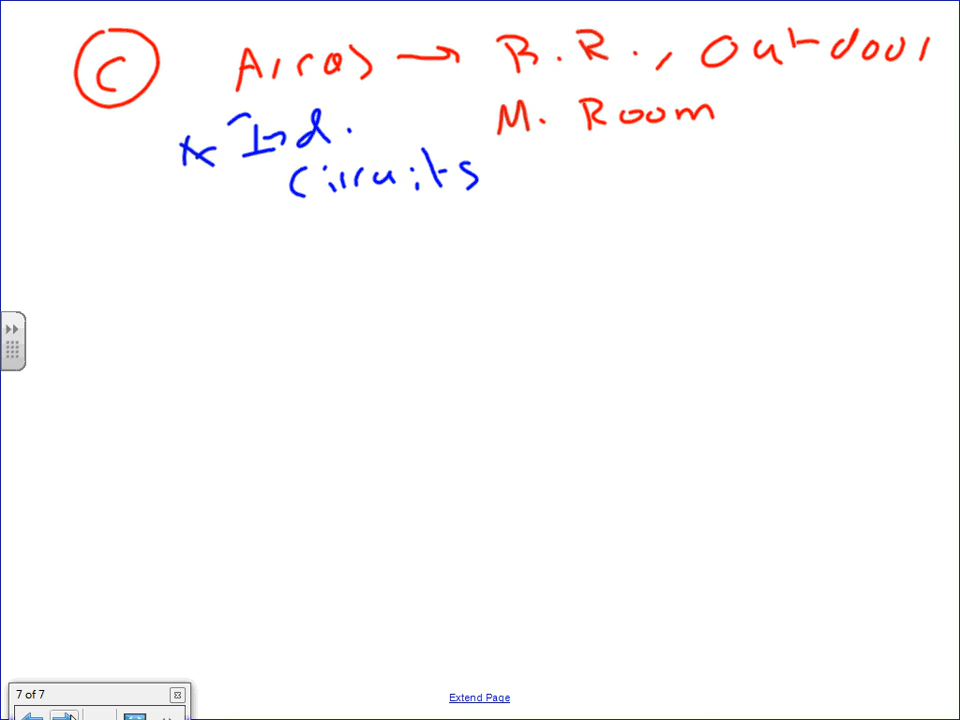 C Areas → B.R., Outdoor
M. Room
* Ind.
Circuits
7 of 7
Extend Page